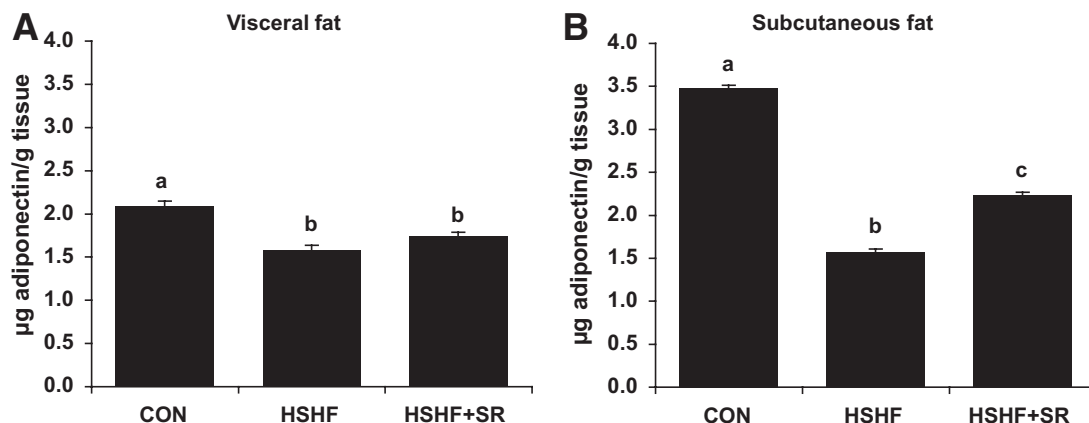 A
Visceral fat
µg adiponectin/g tissue
4.0
3.5
3.0
2.5
2.0
1.5
1.0
0.5
0.0
a
b
b
CON
HSHF
HSHF+SR
B
Subcutaneous fat
µg adiponectin/g tissue
4.0
3.5
3.0
2.5
2.0
1.5
1.0
0.5
0.0
a
b
c
CON
HSHF
HSHF+SR